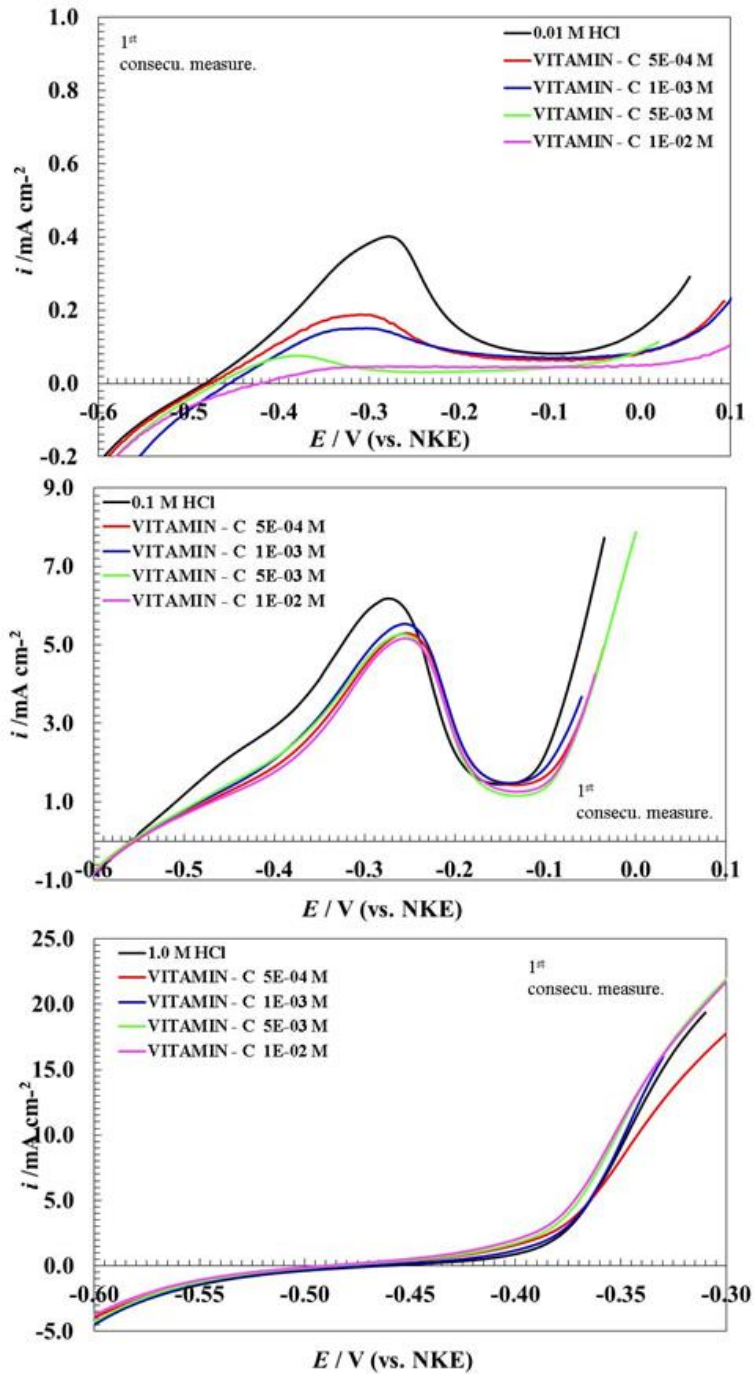 1.0
1st
consecu. measure.
0.01 M HCl
VITAMIN - C 5E-04 M
VITAMIN - C 1E-03 M
VITAMIN - C 5E-03 M
VITAMIN - C 1E-02 M
0.8
0.6
i /mA cm-2
0.4
0.2
0.0
-0.6 -0.5 -0.4 -0.3 -0.2 -0.1 0.0 0.1
-0.2
E / V (vs. NKE)
9.0
0.1 M HCl
VITAMIN - C 5E-04 M
VITAMIN - C 1E-03 M
VITAMIN - C 5E-03 M
VITAMIN - C 1E-02 M
7.0
5.0
i /mA cm-2
3.0
1.0
1st
consecu. measure.
-0.6 -0.5 -0.4 -0.3 -0.2 -0.1 0.0 0.1
-1.0
E / V (vs. NKE)
25.0
1.0 M HCl
VITAMIN - C 5E-04 M
VITAMIN - C 1E-03 M
VITAMIN - C 5E-03 M
VITAMIN - C 1E-02 M
1st
consecu. measure.
20.0
15.0
i /mA cm-2
10.0
5.0
0.0
-0.60 -0.55 -0.50 -0.45 -0.40 -0.35 -0.30
-5.0
E / V (vs. NKE)